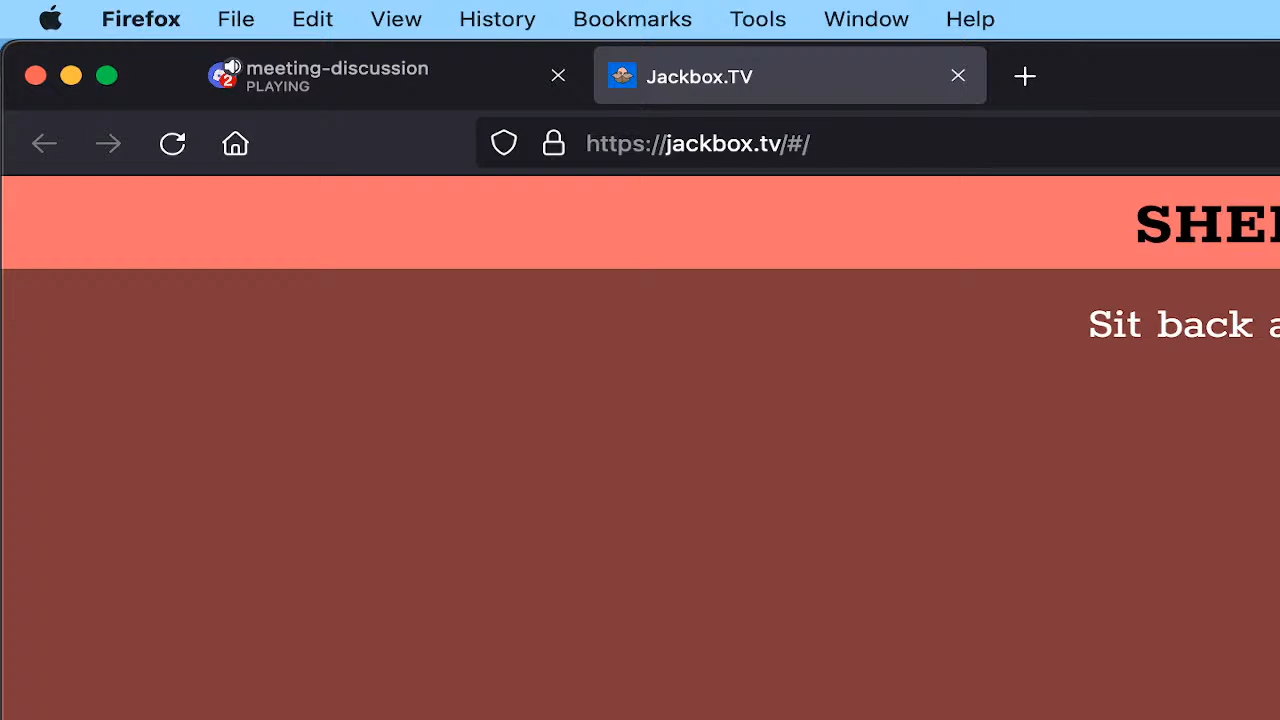 Firefox File Edit View History Bookmarks Tools Window Help
2 meeting-discussion
PLAYING
Jackbox.TV
https://jackbox.tv/#/
Sit back